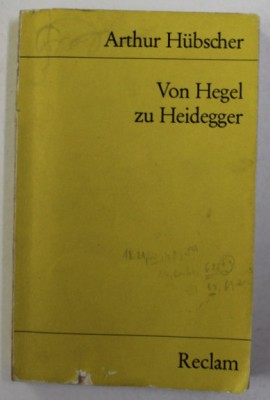 Arthur Hübscher
Von Hegel
zu Heidegger
Reclam